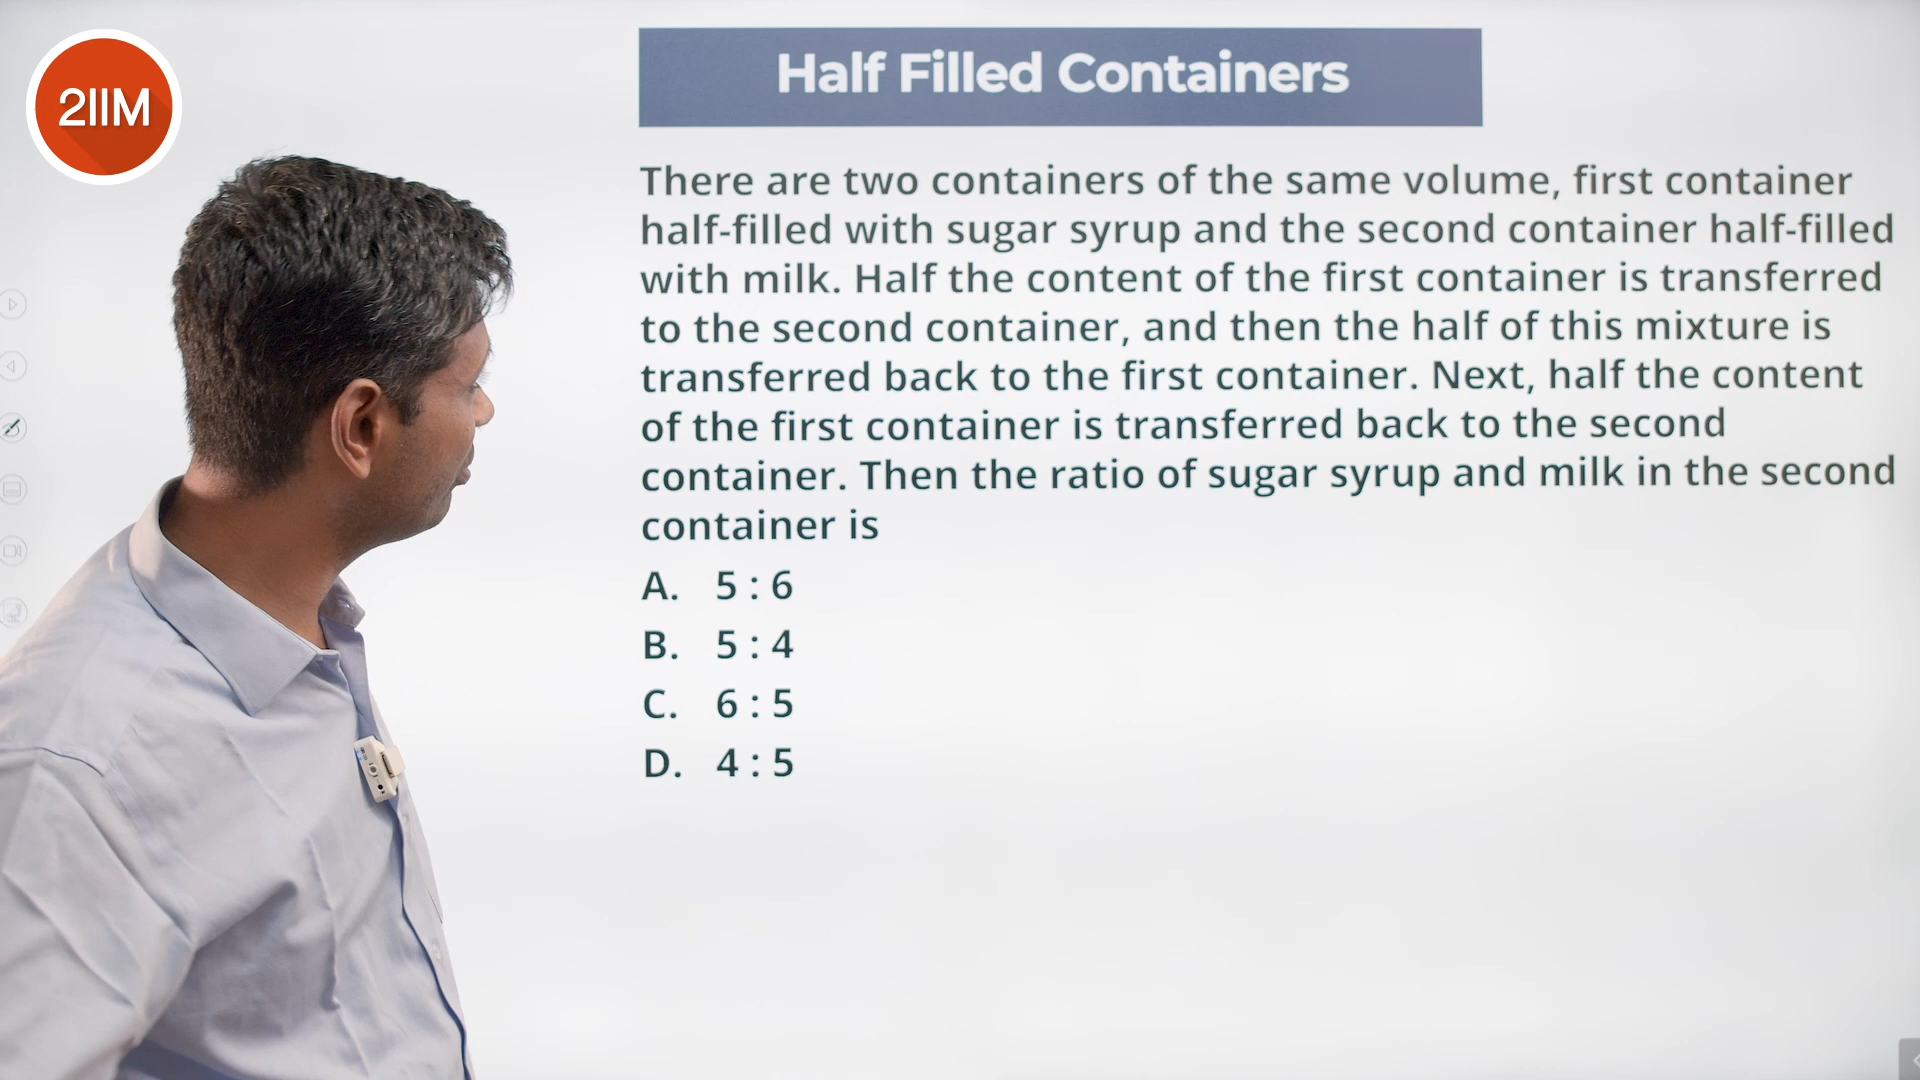 2IIM
Half Filled Containers
There are two containers of the same volume, first container
half-filled with sugar syrup and the second container half-filled
with milk. Half the content of the first container is transferred
to the second container, and then the half of this mixture is
transferred back to the first container. Next, half the content
of the first container is transferred back to the second
container. Then the ratio of sugar syrup and milk in the second
container is
A. 5 : 6
B. 5 : 4
C. 6 : 5
D. 4 : 5